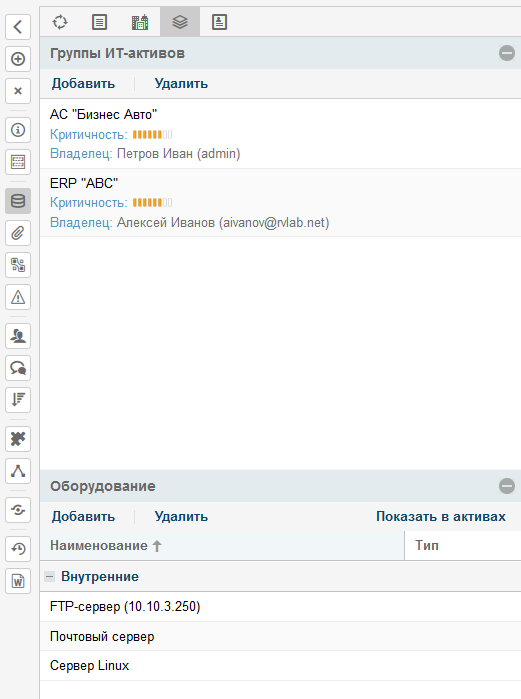 Группы ИТ-активов
Добавить Удалить
АС "Бизнес Авто"
Критичность:
Владелец: Петров Иван (admin)
ERP "ABC"
Критичность:
Владелец: Алексей Иванов (aivanov@rvlab.net)
Оборудование
Добавить Удалить Показать в активах
Наименование Тип
Внутренние
FTP-сервер (10.10.3.250)
Почтовый сервер
Сервер Linux
W